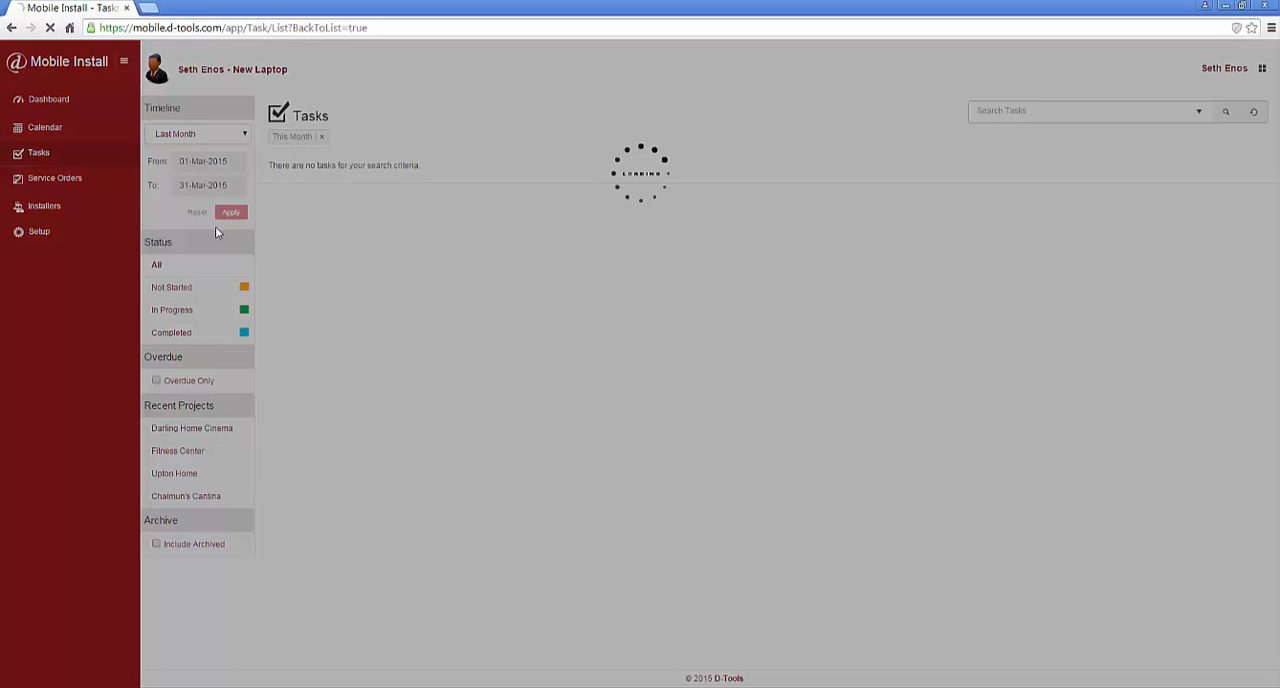 Mobile Install - Task ×
https://mobile.d-tools.com/app/Task/List?BackToList=true
@ Mobile Install
Seth Enos - New Laptop
Seth Enos
Dashboard
Calendar
Tasks
Service Orders
Installers
Setup
Timeline
Last Month
From: 01-Mar-2015
To: 31-Mar-2015
Reset Apply
Status
All
Not Started
In Progress
Completed
Overdue
Overdue Only
Recent Projects
Darling Home Cinema
Fitness Center
Upton Home
Chalmun's Cantina
Archive
Include Archived
Tasks
Search Tasks
This Month | x
There are no tasks for your search criteria.
LOADING
© 2015 D-Tools